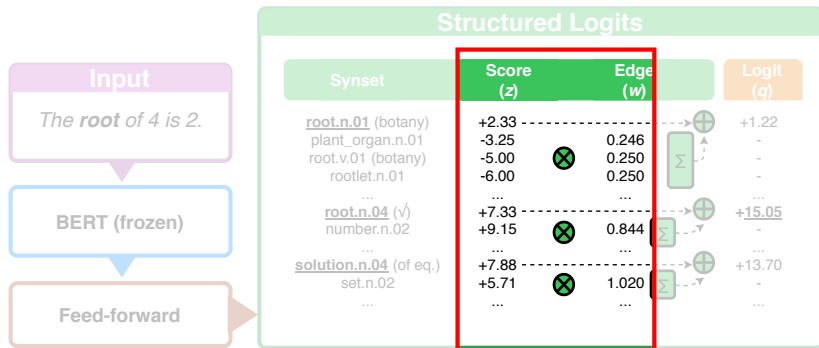 Structured Logits
Input
The root of 4 is 2.
BERT (frozen)
Feed-forward
Synset Score (z) Edge (w) Logit (q)
root.n.01 (botany) +2.33 +1.22
plant_organ.n.01 -3.25 0.246 -
root.v.01 (botany) -5.00 0.250 -
rootlet.n.01 -6.00 0.250 -
... ... ... ...
root.n.04 (√) +7.33 +15.05
number.n.02 +9.15 0.844 -
... ... ... ...
solution.n.04 (of eq.) +7.88 +13.70
set.n.02 +5.71 1.020 -
... ... ... ...
Σ
Σ
Σ